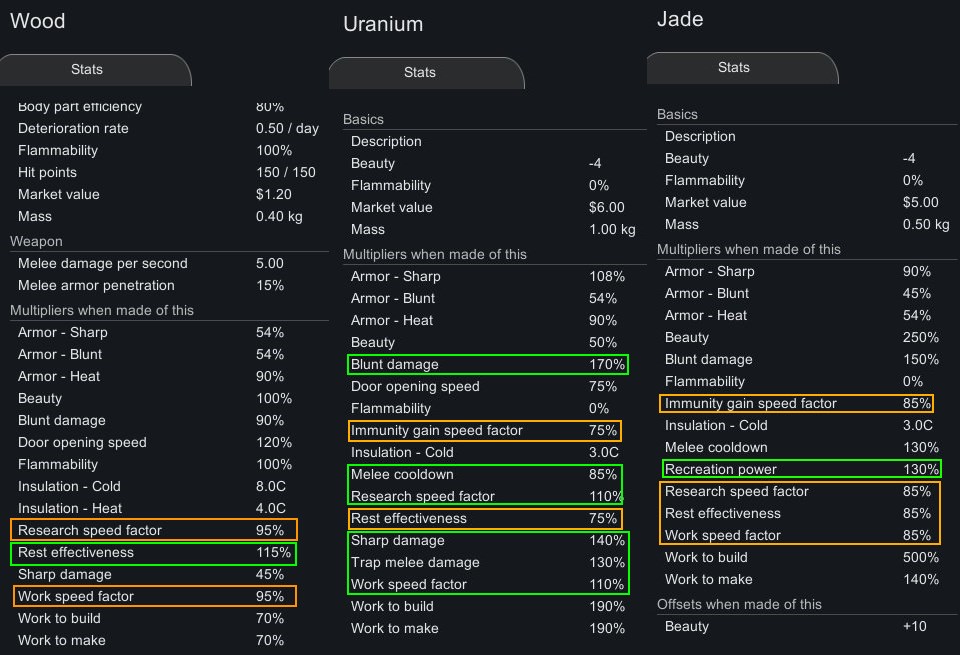 Wood
Stats
Body part efficiency 80%
Deterioration rate 0.50 / day
Flammability 100%
Hit points 150 / 150
Market value $1.20
Mass 0.40 kg
Weapon
Melee damage per second 5.00
Melee armor penetration 15%
Multipliers when made of this
Armor - Sharp 54%
Armor - Blunt 54%
Armor - Heat 90%
Beauty 100%
Blunt damage 90%
Door opening speed 120%
Flammability 100%
Insulation - Cold 8.0C
Insulation - Heat 4.0C
Research speed factor 95%
Rest effectiveness 115%
Sharp damage 45%
Work speed factor 95%
Work to build 70%
Work to make 70%
Uranium
Stats
Basics
Description
Beauty -4
Flammability 0%
Market value $6.00
Mass 1.00 kg
Multipliers when made of this
Armor - Sharp 108%
Armor - Blunt 54%
Armor - Heat 90%
Beauty 50%
Blunt damage 170%
Door opening speed 75%
Flammability 0%
Immunity gain speed factor 75%
Insulation - Cold 3.0C
Melee cooldown 85%
Research speed factor 110%
Rest effectiveness 75%
Sharp damage 140%
Trap melee damage 130%
Work speed factor 110%
Work to build 190%
Work to make 190%
Jade
Stats
Basics
Description
Beauty -4
Flammability 0%
Market value $5.00
Mass 0.50 kg
Multipliers when made of this
Armor - Sharp 90%
Armor - Blunt 45%
Armor - Heat 54%
Beauty 250%
Blunt damage 150%
Flammability 0%
Immunity gain speed factor 85%
Insulation - Cold 3.0C
Melee cooldown 130%
Recreation power 130%
Research speed factor 85%
Rest effectiveness 85%
Work speed factor 85%
Work to build 500%
Work to make 140%
Offsets when made of this
Beauty +10